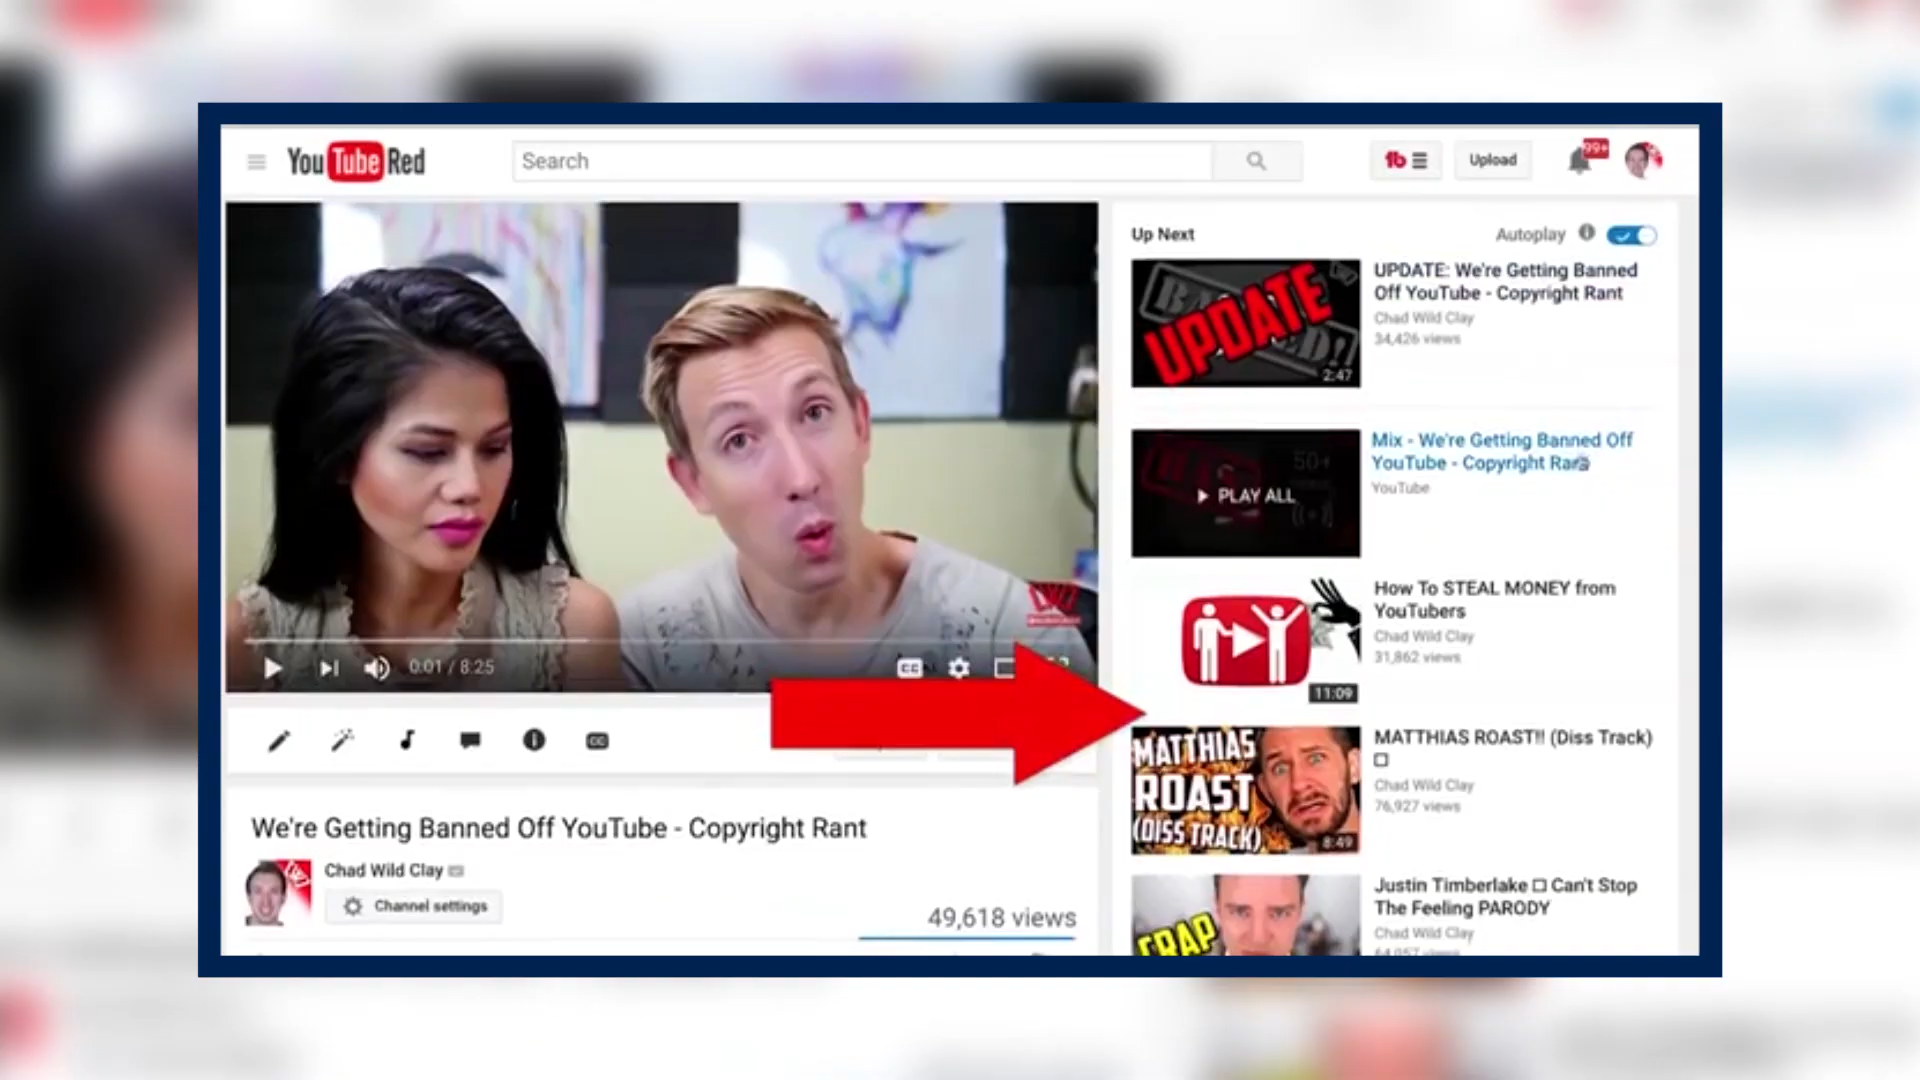 YouTube Red
Search
Upload
99+
Up Next
Autoplay
UPDATE
2:47
UPDATE: We're Getting Banned
Off YouTube - Copyright Rant
Chad Wild Clay
34,426 views
50+
PLAY ALL
Mix - We're Getting Banned Off
YouTube - Copyright
YouTube
11:09
How To STEAL MONEY from
YouTubers
Chad Wild Clay
31,862 views
MATTHIAS
ROAST
(DISS TRACK)
8:49
MATTHIAS ROAST!! (Diss Track)
Chad Wild Clay
76,927 views
CRAP
Justin Timberlake □ Can't Stop
The Feeling PARODY
Chad Wild Clay
0:01 / 8:25
CC
CC
We're Getting Banned Off YouTube - Copyright Rant
Chad Wild Clay
Channel settings
49,618 views